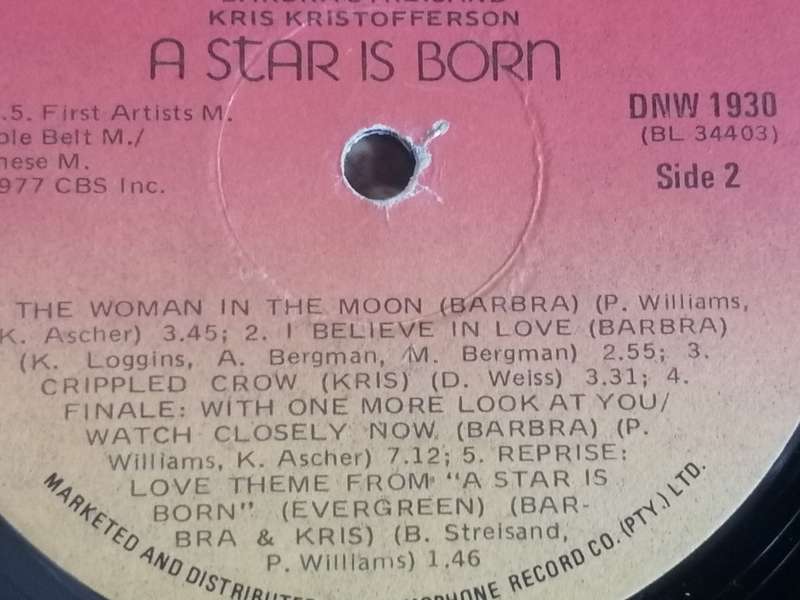 KRIS KRISTOFFERSON
A STAR IS BORN
.5. First Artists M.
ble Belt M./
nese M.
977 CBS Inc.
DNW 1930
(BL 34403)
Side 2
THE WOMAN IN THE MOON (BARBRA) (P. Williams,
K. Ascher) 3.45; 2. I BELIEVE IN LOVE (BARBRA)
(K. Loggins, A. Bergman, M. Bergman) 2.55; 3.
CRIPPLED CROW (KRIS) (D. Weiss) 3.31; 4.
FINALE: WITH ONE MORE LOOK AT YOU/
WATCH CLOSELY NOW, (BARBRA) (P.
Williams, K. Ascher) 7.12; 5. REPRISE:
LOVE THEME FROM "A STAR IS
BORN" (EVERGREEN) (BAR-
BRA & KRIS) (B. Streisand,
P. Williams) 1.46
MARKETED AND DISTRIBUTE OPHONE RECORD CO. (PTY.) LTD.